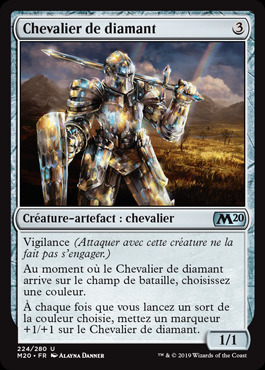 Chevalier de diamant 3
Créature-artefact : chevalier M20
Vigilance (Attaquer avec cette créature ne la
fait pas s'engager.)
Au moment où le Chevalier de diamant
arrive sur le champ de bataille, choisissez
une couleur.
À chaque fois que vous lancez un sort de
la couleur choisie, mettez un marqueur
+1/+1 sur le Chevalier de diamant.
1/1
224/280 U
M20 • FR Alayna Danner
™ & © 2019 Wizards of the Coast